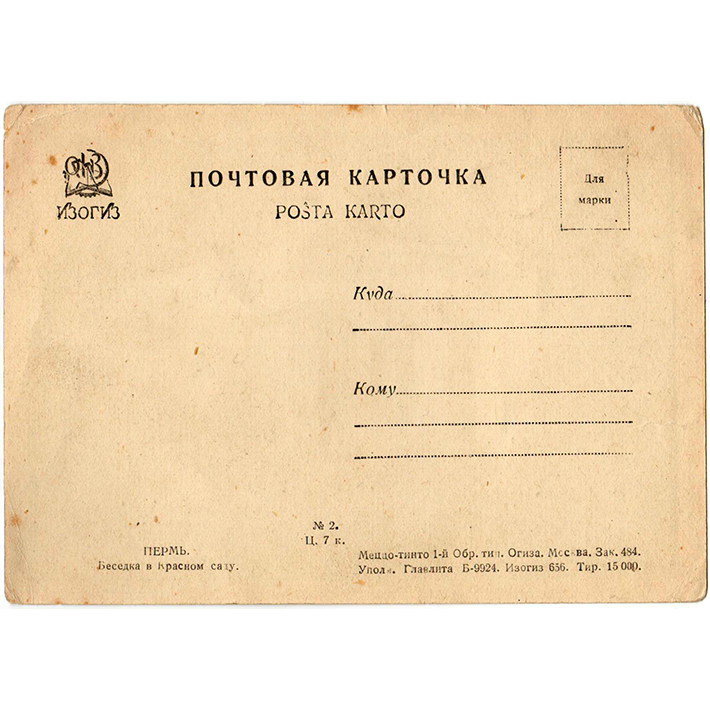 ОГИЗ
ИЗОГИЗ
ПОЧТОВАЯ КАРТОЧКА
POŜTA KARTO
Для
марки
Куда
Кому
№ 2.
Ц. 7 к.
ПЕРМЬ.
Беседка в Красном саду.
Меццо-тинто 1-й Обр. тип. Огиза. Москва. Зак. 484.
Уполн. Главлита Б-9924. Изогиз 656. Тир. 15 000.